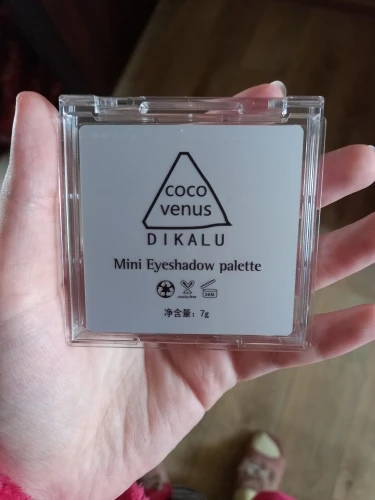 coco
venus
DIKALU
Mini Eyeshadow palette
净含量：7g